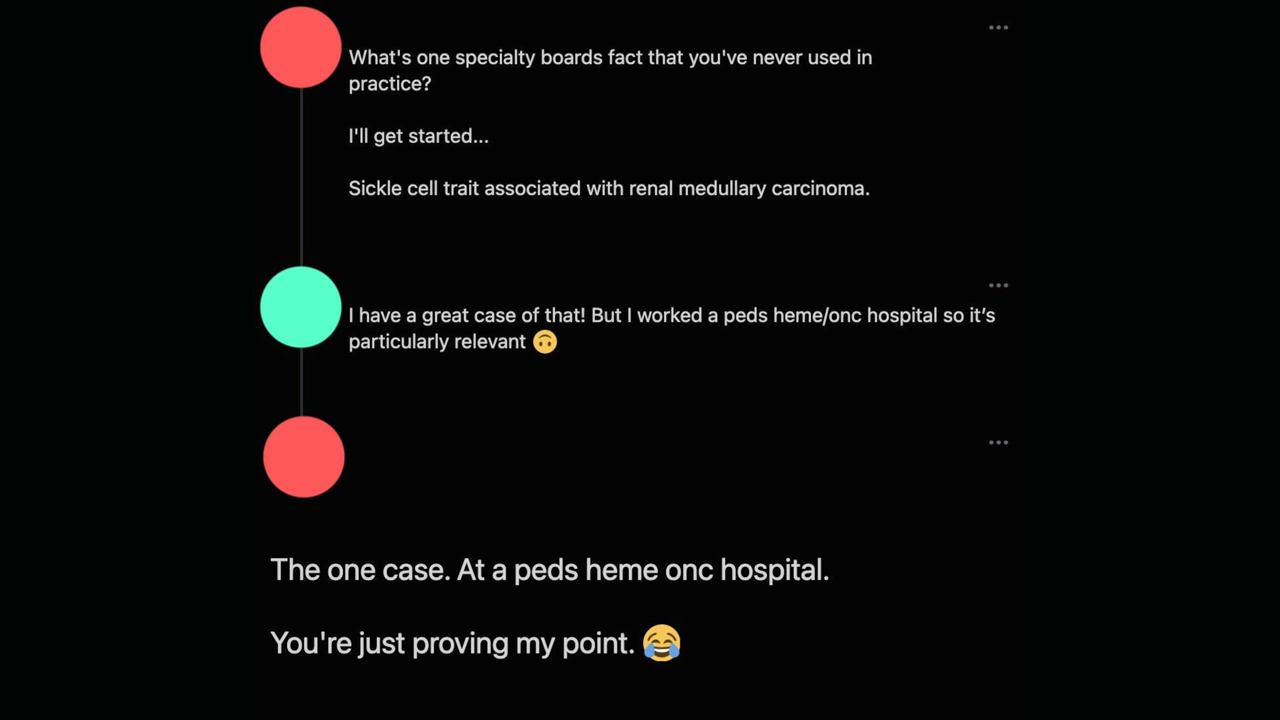 What's one specialty boards fact that you've never used in
practice?
I'll get started...
Sickle cell trait associated with renal medullary carcinoma.
I have a great case of that! But I worked a peds heme/onc hospital so it’s
particularly relevant 🙃
The one case. At a peds heme onc hospital.
You're just proving my point. 😂